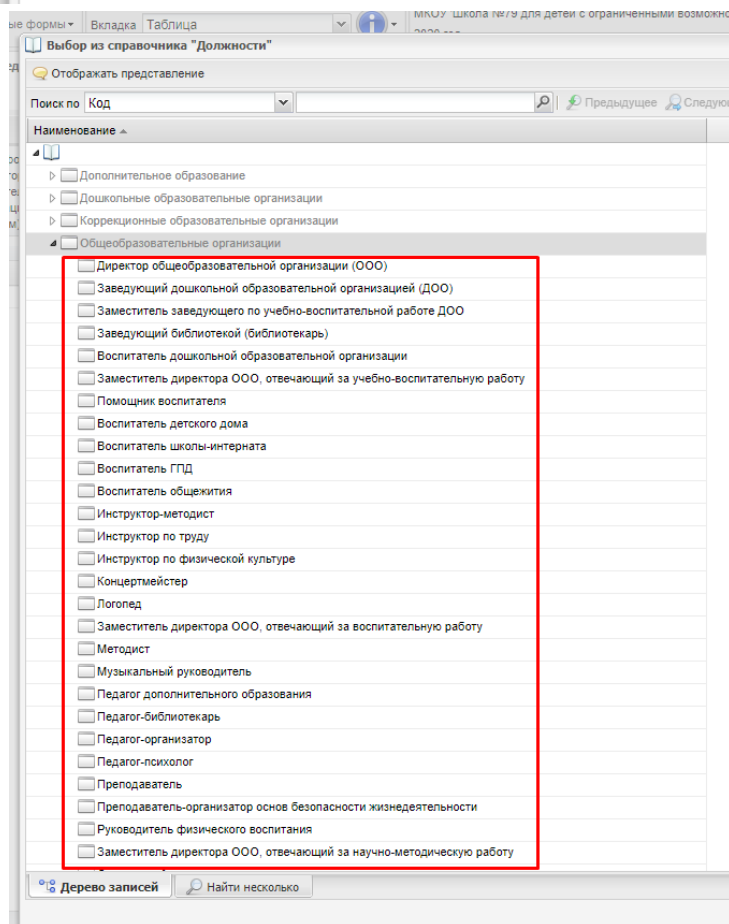 ые формы Вкладка Таблица
МКОУ Школа №79 для детей с ограниченными
Выбор из справочника "Должности"
Отображать представление
Поиск по Код Предыдущее Следую
Наименование
Дополнительное образование
Дошкольные образовательные организации
Коррекционные образовательные организации
Общеобразовательные организации
Директор общеобразовательной организации (ООО)
Заведующий дошкольной образовательной организацией (ДОО)
Заместитель заведующего по учебно-воспитательной работе ДОО
Заведующий библиотекой (библиотекарь)
Воспитатель дошкольной образовательной организации
Заместитель директора ООО, отвечающий за учебно-воспитательную работу
Помощник воспитателя
Воспитатель детского дома
Воспитатель школы-интерната
Воспитатель ГПД
Воспитатель общежития
Инструктор-методист
Инструктор по труду
Инструктор по физической культуре
Концертмейстер
Логопед
Заместитель директора ООО, отвечающий за воспитательную работу
Методист
Музыкальный руководитель
Педагог дополнительного образования
Педагог-библиотекарь
Педагог-организатор
Педагог-психолог
Преподаватель
Преподаватель-организатор основ безопасности жизнедеятельности
Руководитель физического воспитания
Заместитель директора ООО, отвечающий за научно-методическую работу
Дерево записей Найти несколько